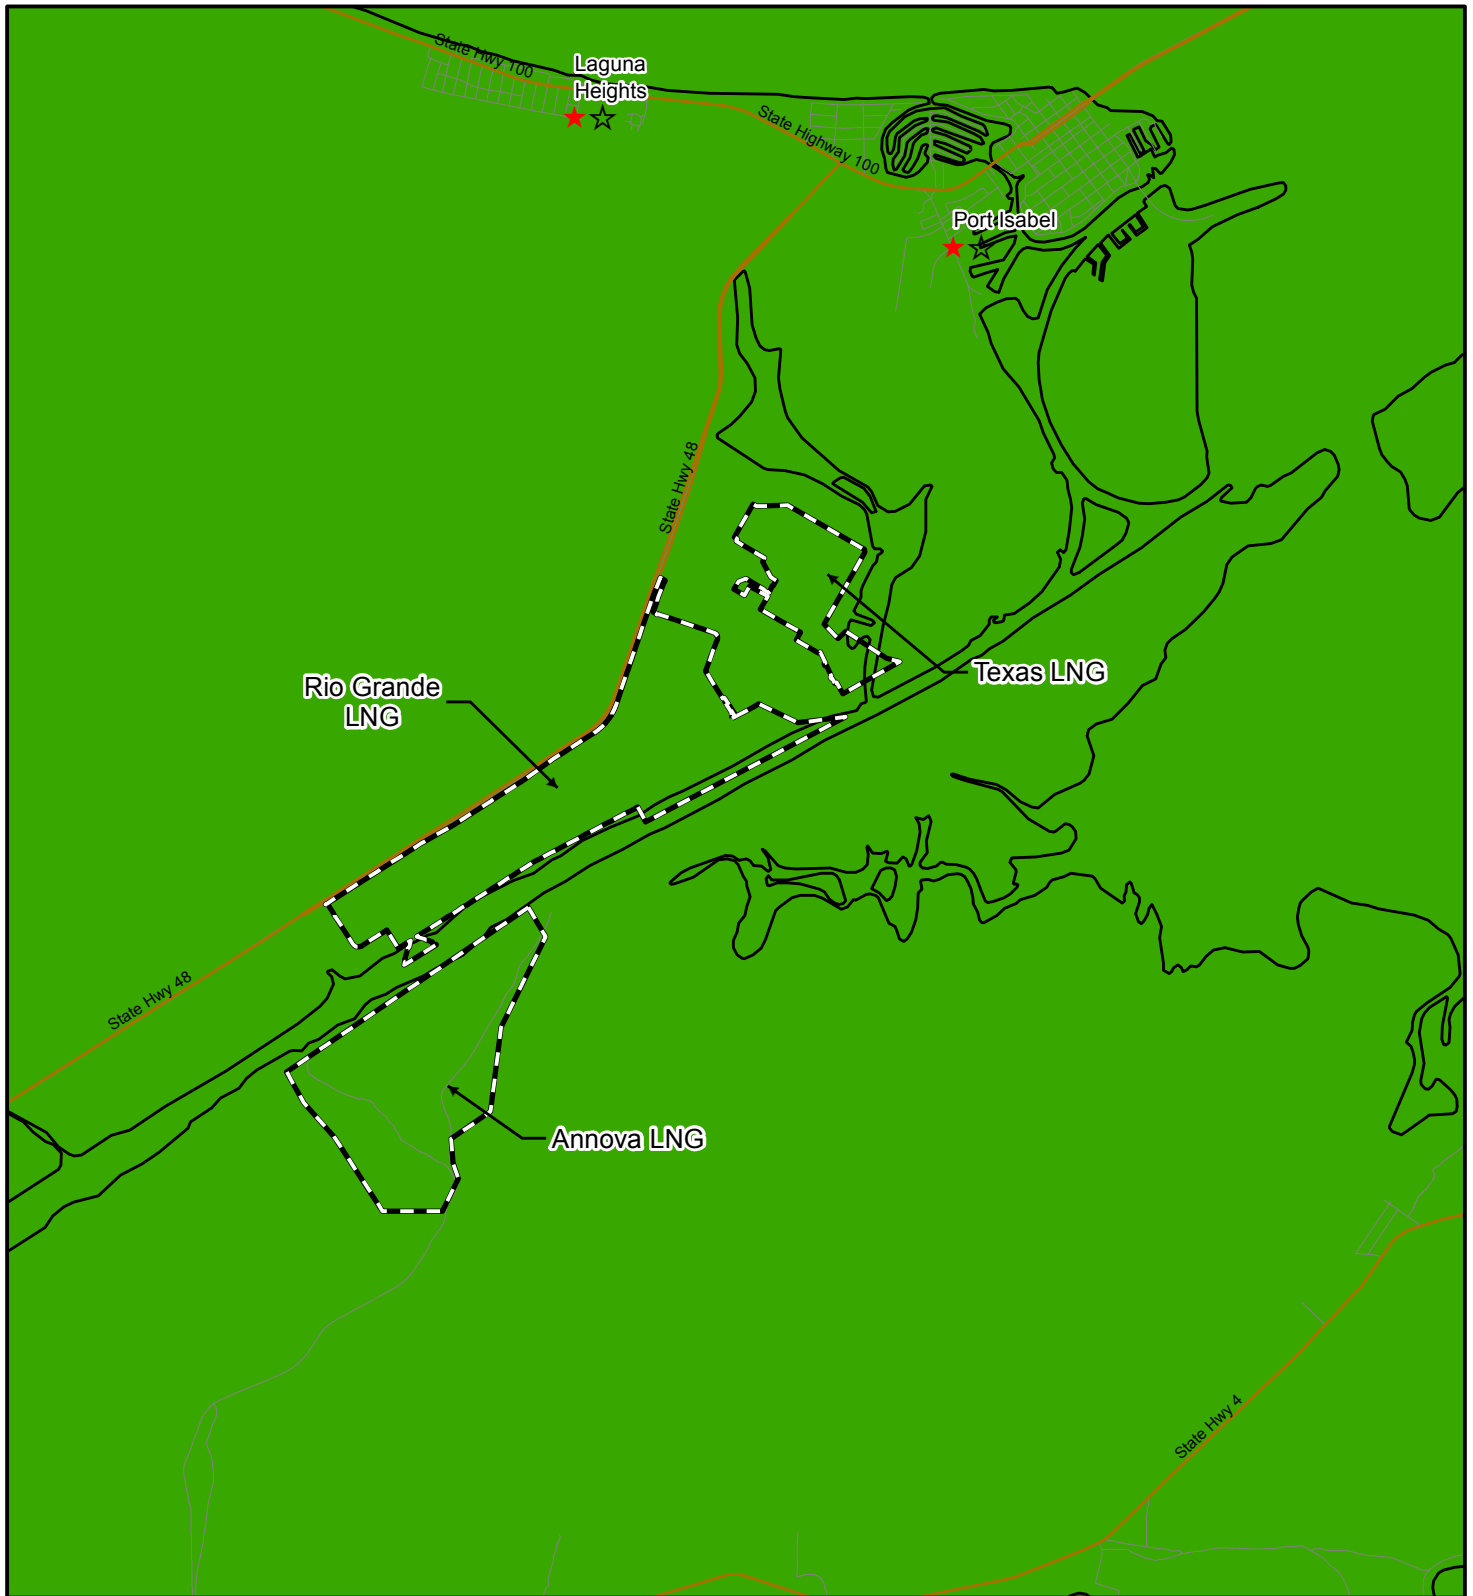 State Hwy 100
Laguna
Heights
State Highway 100
Port Isabel
State Hwy 48
Rio Grande
LNG
Texas LNG
State Hwy 48
Annova LNG
State Hwy 4